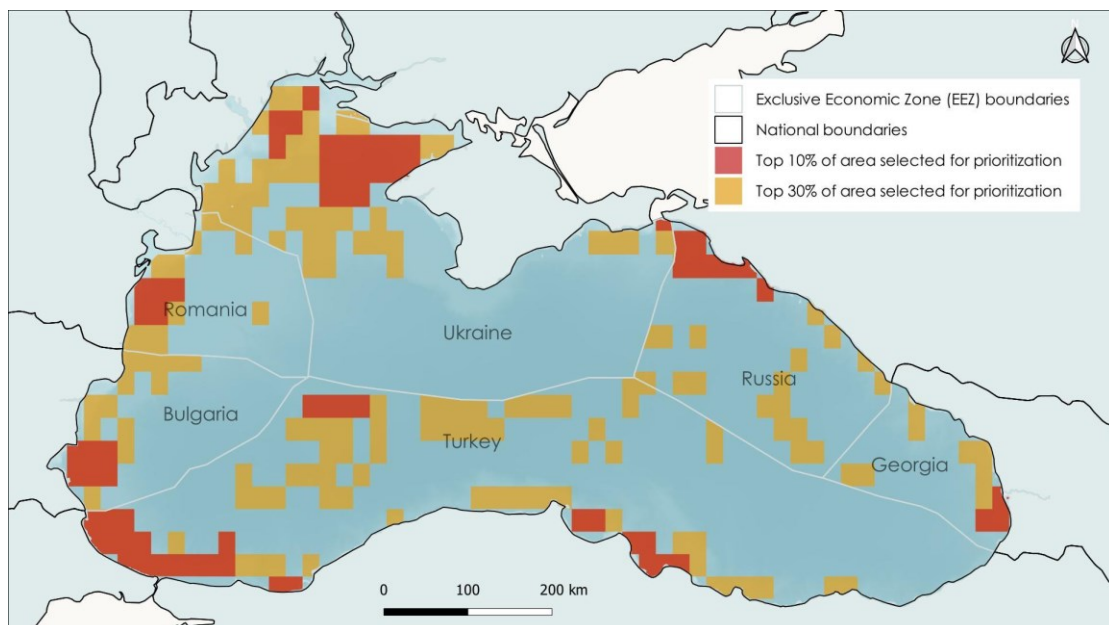 N
Exclusive Economic Zone (EEZ) boundaries
National boundaries
Top 10% of area selected for prioritization
Top 30% of area selected for prioritization
Romania
Ukraine
Russia
Bulgaria
Turkey
Georgia
0 100 200 km